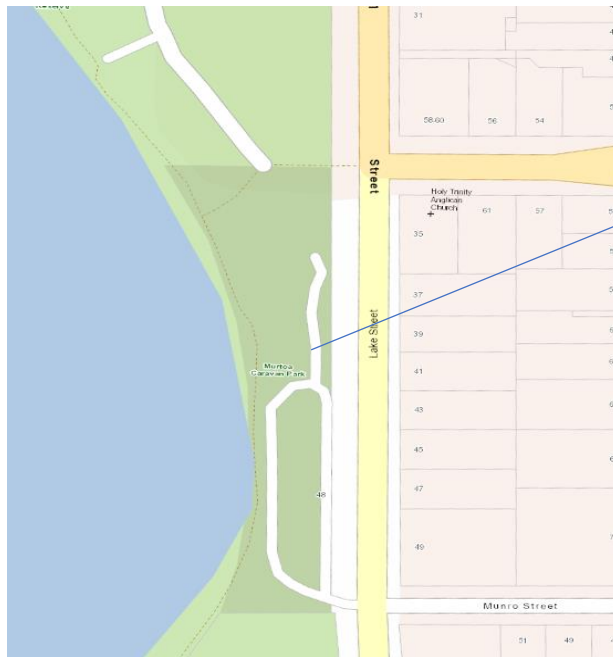 31
58-60
56
54
Street
Holy Trinity
Anglican
Church
61
57
35
37
Lake Street
39
Murtoa
Caravan Park
41
43
45
48
47
49
Munro Street
51
49